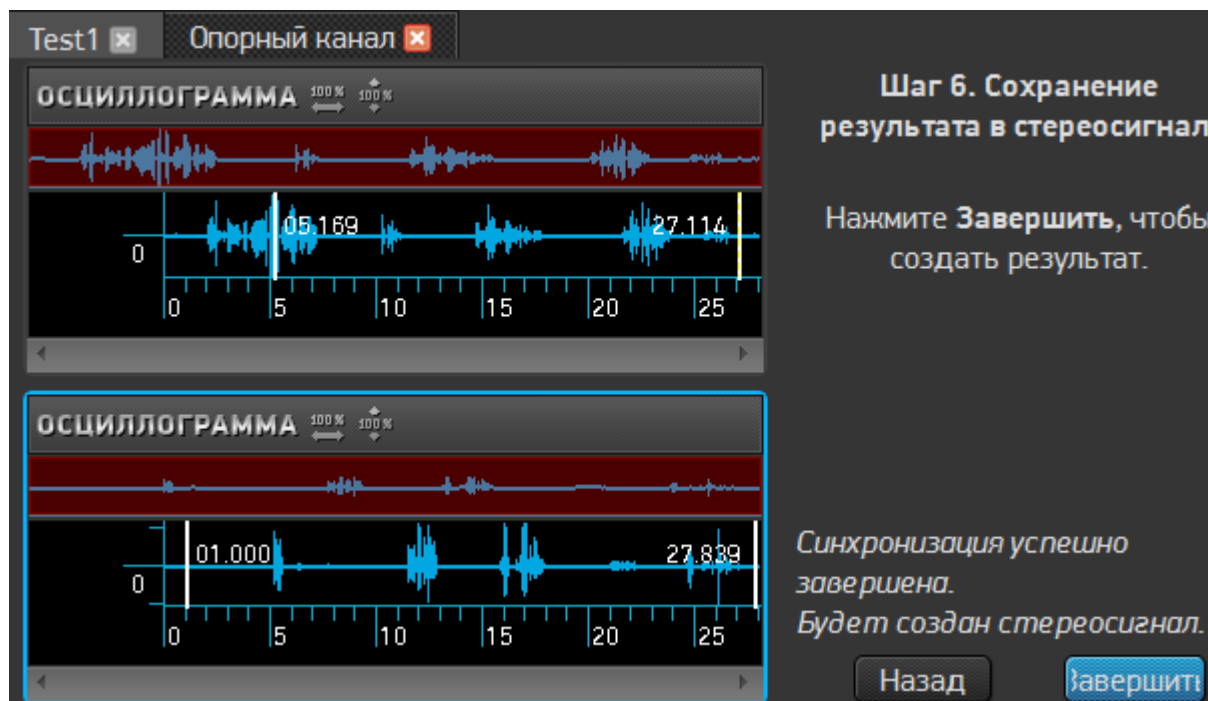 Test1
Опорный канал
ОСЦИЛЛОГРАММА 100% 100%
05.169 27.114
0
0 5 10 15 20 25
ОСЦИЛЛОГРАММА 100% 100%
01.000 27.839
0
0 5 10 15 20 25
Шаг 6. Сохранение
результата в стереосигнал
Нажмите Завершить, чтобы
создать результат.
Синхронизация успешно
завершена.
Будет создан стереосигнал.
Назад Завершить